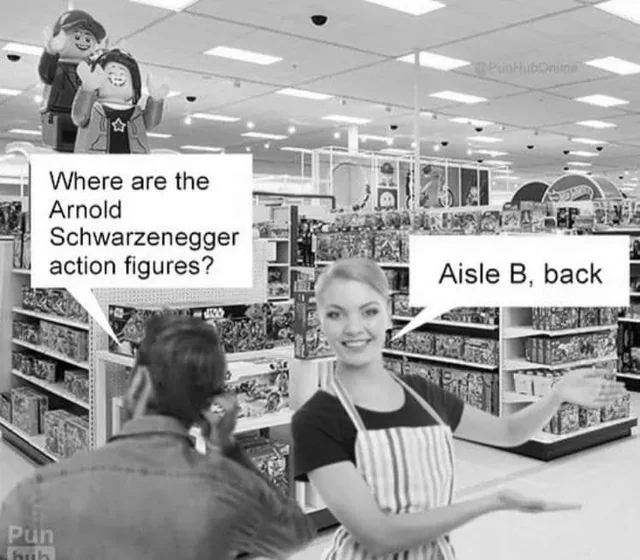 @PunHubOnline
Where are the
Arnold
Schwarzenegger
action figures?
Aisle B, back
Pun
hub